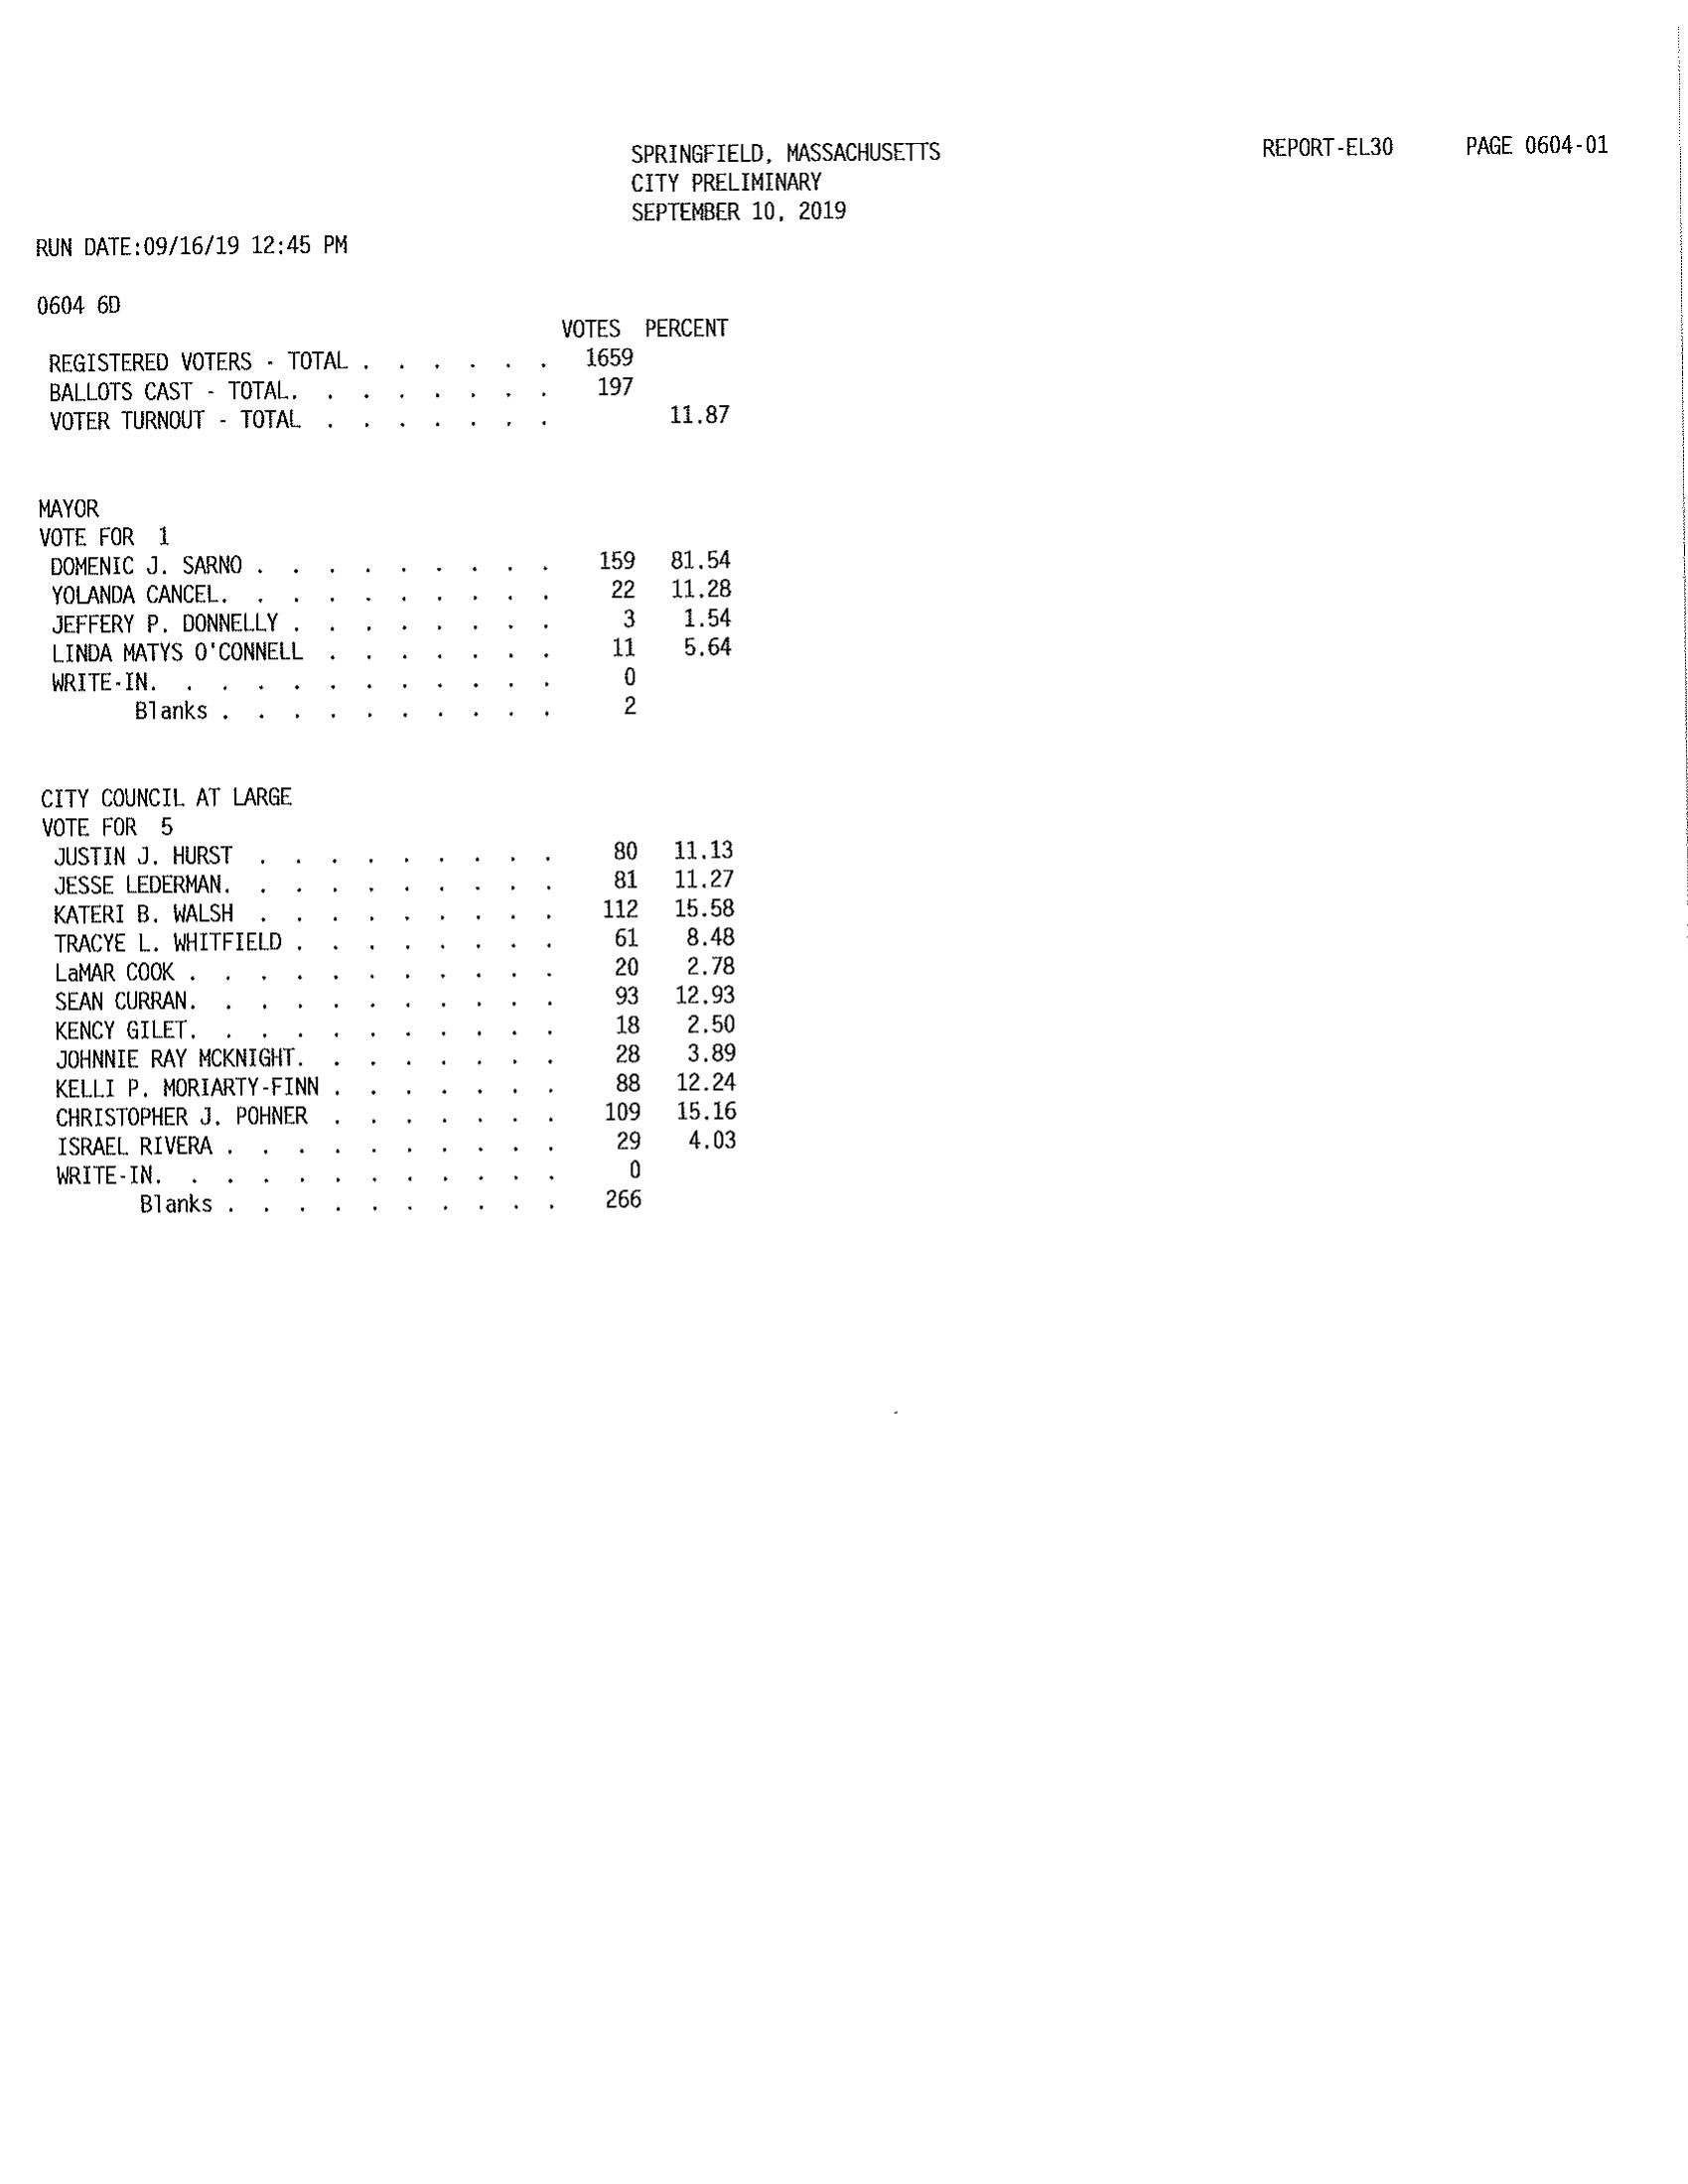 SPRINGFIELD, MASSACHUSETTS REPORT-EL30 PAGE 0604-01
CITY PRELIMINARY
SEPTEMBER 10, 2019
RUN DATE:09/16/19 12:45 PM
0604 6D
VOTES PERCENT
REGISTERED VOTERS - TOTAL . . . . . . 1659
BALLOTS CAST - TOTAL. . . . . . . . 197
VOTER TURNOUT - TOTAL . . . . . . . 11.87
MAYOR
VOTE FOR 1
DOMENIC J. SARNO . . . . . . . . . 159 81.54
YOLANDA CANCEL. . . . . . . . . . 22 11.28
JEFFERY P. DONNELLY . . . . . . . . 3 1.54
LINDA MATYS O'CONNELL . . . . . . . 11 5.64
WRITE-IN. . . . . . . . . . . . 0
Blanks . . . . . . . . . . 2
CITY COUNCIL AT LARGE
VOTE FOR 5
JUSTIN J. HURST . . . . . . . . . 80 11.13
JESSE LEDERMAN. . . . . . . . . . 81 11.27
KATERI B. WALSH . . . . . . . . . 112 15.58
TRACYE L. WHITFIELD . . . . . . . . 61 8.48
LaMAR COOK . . . . . . . . . . . 20 2.78
SEAN CURRAN. . . . . . . . . . . 93 12.93
KENCY GILET. . . . . . . . . . . 18 2.50
JOHNNIE RAY MCKNIGHT. . . . . . . . 28 3.89
KELLI P. MORIARTY-FINN . . . . . . . 88 12.24
CHRISTOPHER J. POHNER . . . . . . . 109 15.16
ISRAEL RIVERA . . . . . . . . . . 29 4.03
WRITE-IN. . . . . . . . . . . . 0
Blanks . . . . . . . . . . 266